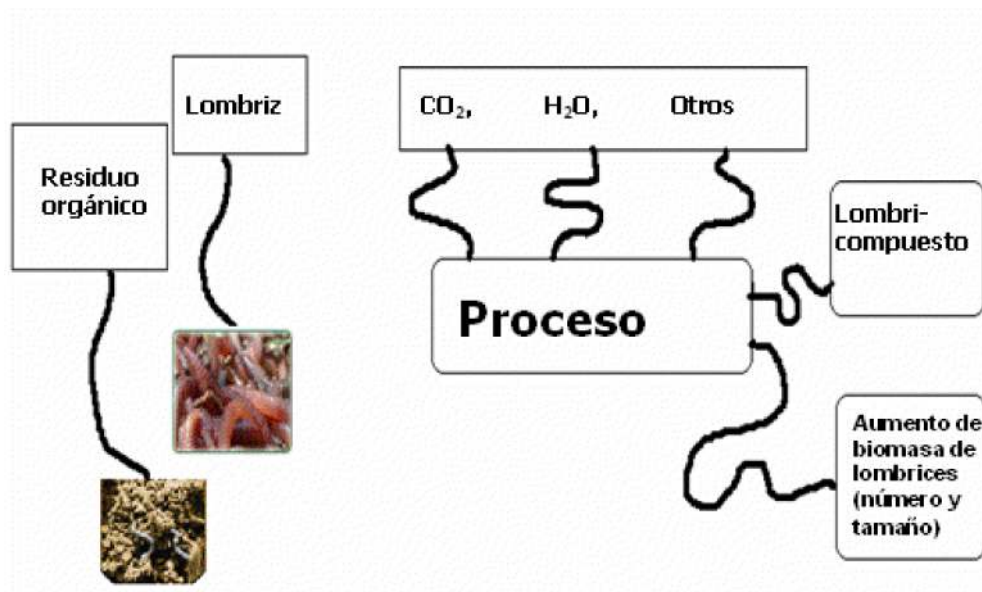 Lombriz
Residuo
orgánico
CO₂, H₂O, Otros
Proceso
Lombri-
compuesto
Aumento de
biomasa de
lombrices
(número y
tamaño)